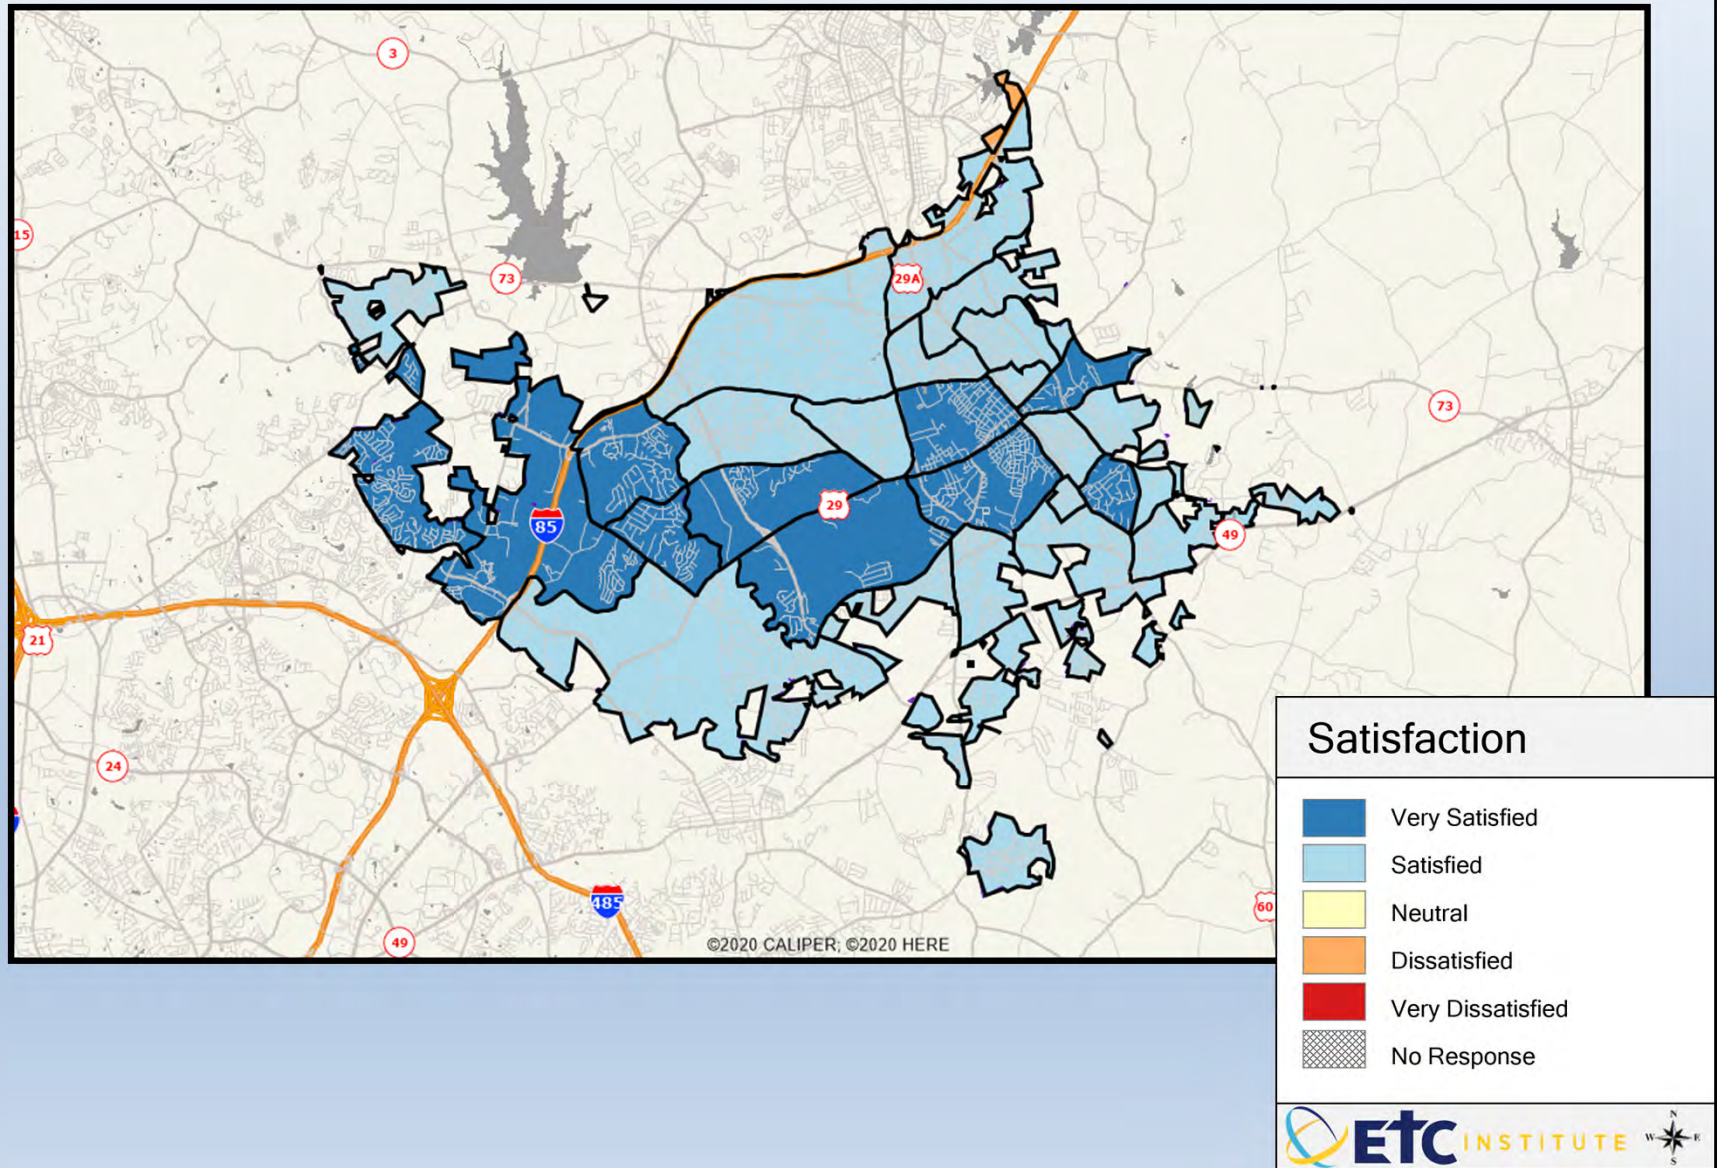 3
15
73
29A
73
29
85
49
21
24
485
60
49
©2020 CALIPER; ©2020 HERE
Satisfaction
Very Satisfied
Satisfied
Neutral
Dissatisfied
Very Dissatisfied
No Response
ETC INSTITUTE
N
W E
S